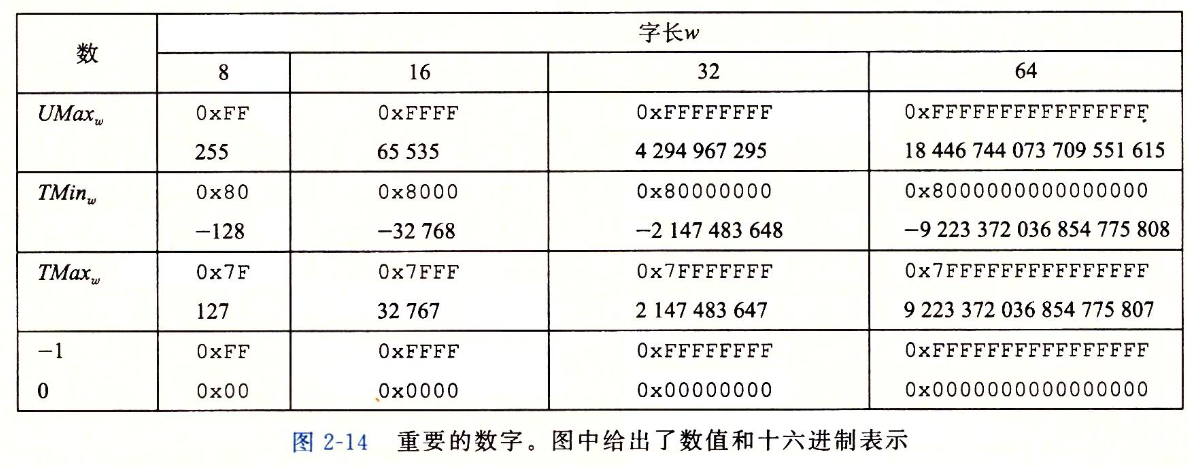 数 字长w
8 16 32 64
UMaxw 0xFF 0xFFFF 0xFFFFFFFF 0xFFFFFFFFFFFFFFFF
255 65 535 4 294 967 295 18 446 744 073 709 551 615
TMinw 0x80 0x8000 0x80000000 0x8000000000000000
−128 −32 768 −2 147 483 648 −9 223 372 036 854 775 808
TMaxw 0x7F 0x7FFF 0x7FFFFFFF 0x7FFFFFFFFFFFFFFF
127 32 767 2 147 483 647 9 223 372 036 854 775 807
−1 0xFF 0xFFFF 0xFFFFFFFF 0xFFFFFFFFFFFFFFFF
0 0x00 0x0000 0x00000000 0x0000000000000000
图 2-14 重要的数字。图中给出了数值和十六进制表示